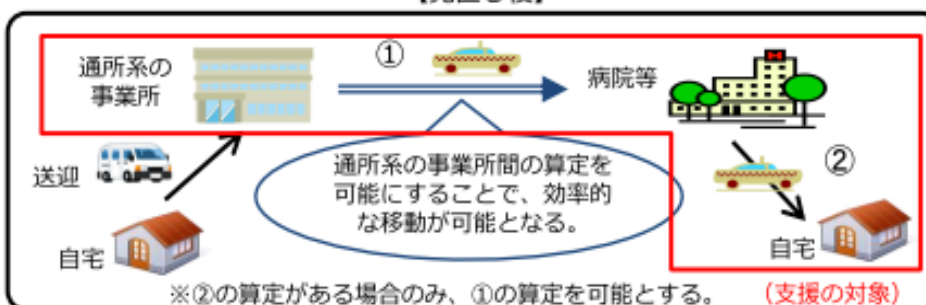 ①
通所系の
事業所
病院等
送迎
通所系の事業所間の算定を
可能にすることで、効率的
な移動が可能となる。
②
自宅
自宅
※②の算定がある場合のみ、①の算定を可能とする。
(支援の対象)